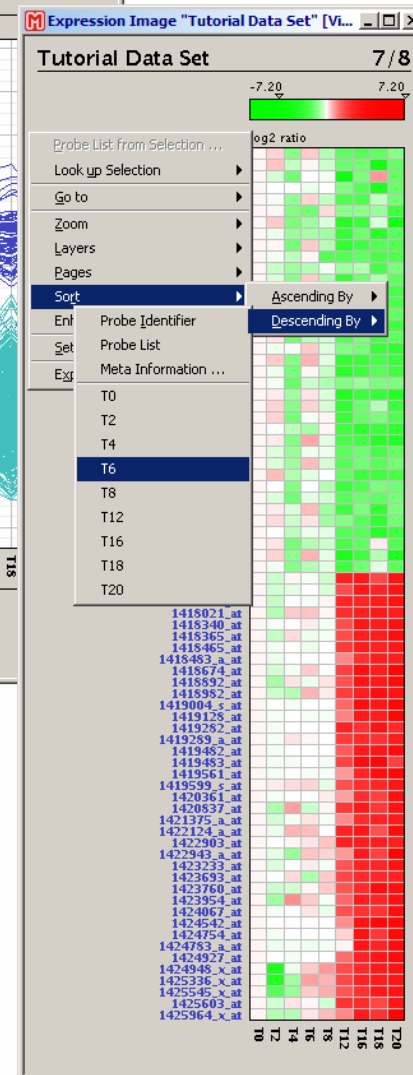 Expression Image "Tutorial Data Set" [Vi...
Tutorial Data Set 7/8
-7.20 7.20
log2 ratio
Probe List from Selection ...
Look up Selection
Go to
Zoom
Layers
Pages
Sort
Ascending By
Descending By
Probe Identifier
Probe List
Meta Information ...
T0
T2
T4
T6
T8
T12
T16
T18
T20
T18
1418021_at
1418340_at
1418365_at
1418465_at
1418483_a_at
1418674_at
1418892_at
1418982_at
1419004_s_at
1419128_at
1419282_at
1419289_a_at
1419482_at
1419483_at
1419561_at
1419599_s_at
1420361_at
1420837_at
1421375_a_at
1422124_a_at
1422903_at
1422943_a_at
1423233_at
1423693_at
1423760_at
1423954_at
1424067_at
1424542_at
1424754_at
1424783_a_at
1424927_at
1424948_x_at
1425336_x_at
1425545_x_at
1425603_at
1425964_x_at
T0 T2 T4 T6 T8 T12 T16 T18 T20